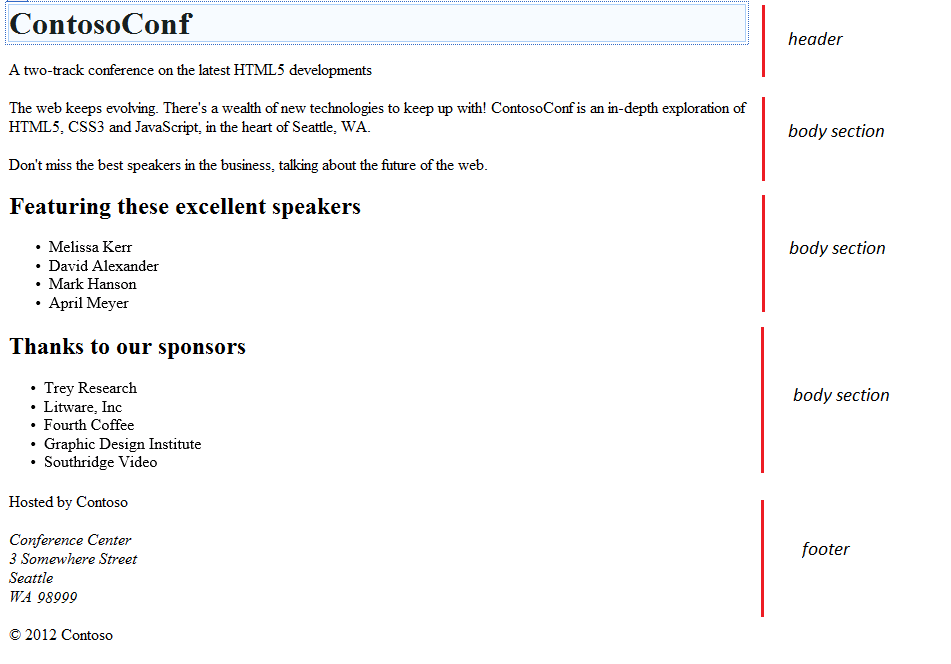 ContosoConf
header
A two-track conference on the latest HTML5 developments
The web keeps evolving. There's a wealth of new technologies to keep up with! ContosoConf is an in-depth exploration of
HTML5, CSS3 and JavaScript, in the heart of Seattle, WA.
body section
Don't miss the best speakers in the business, talking about the future of the web.
Featuring these excellent speakers
• Melissa Kerr
body section
• David Alexander
• Mark Hanson
• April Meyer
Thanks to our sponsors
• Trey Research
body section
• Litware, Inc
• Fourth Coffee
• Graphic Design Institute
• Southridge Video
Hosted by Contoso
Conference Center
footer
3 Somewhere Street
Seattle
WA 98999
© 2012 Contoso